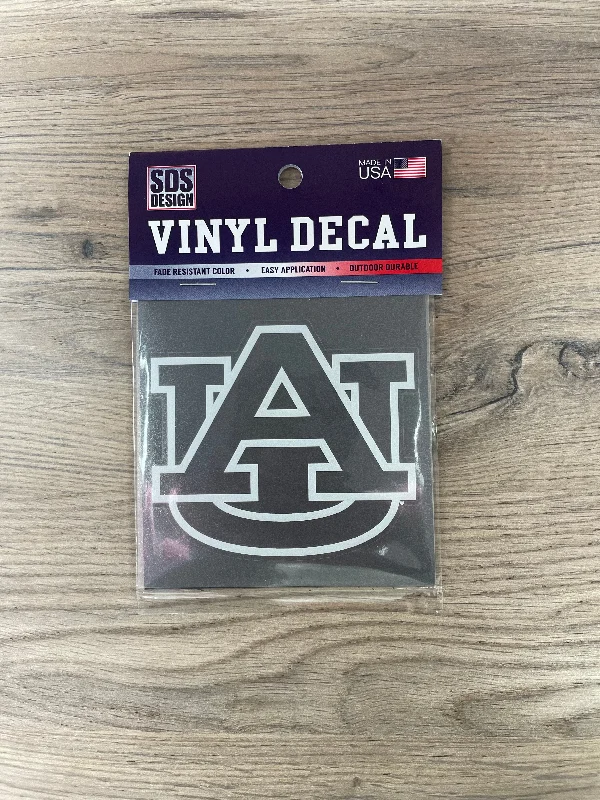 SDS
DESIGN
MADE IN
USA
VINYL DECAL
FADE RESISTANT COLOR • EASY APPLICATION • OUTDOOR DURABLE
AU